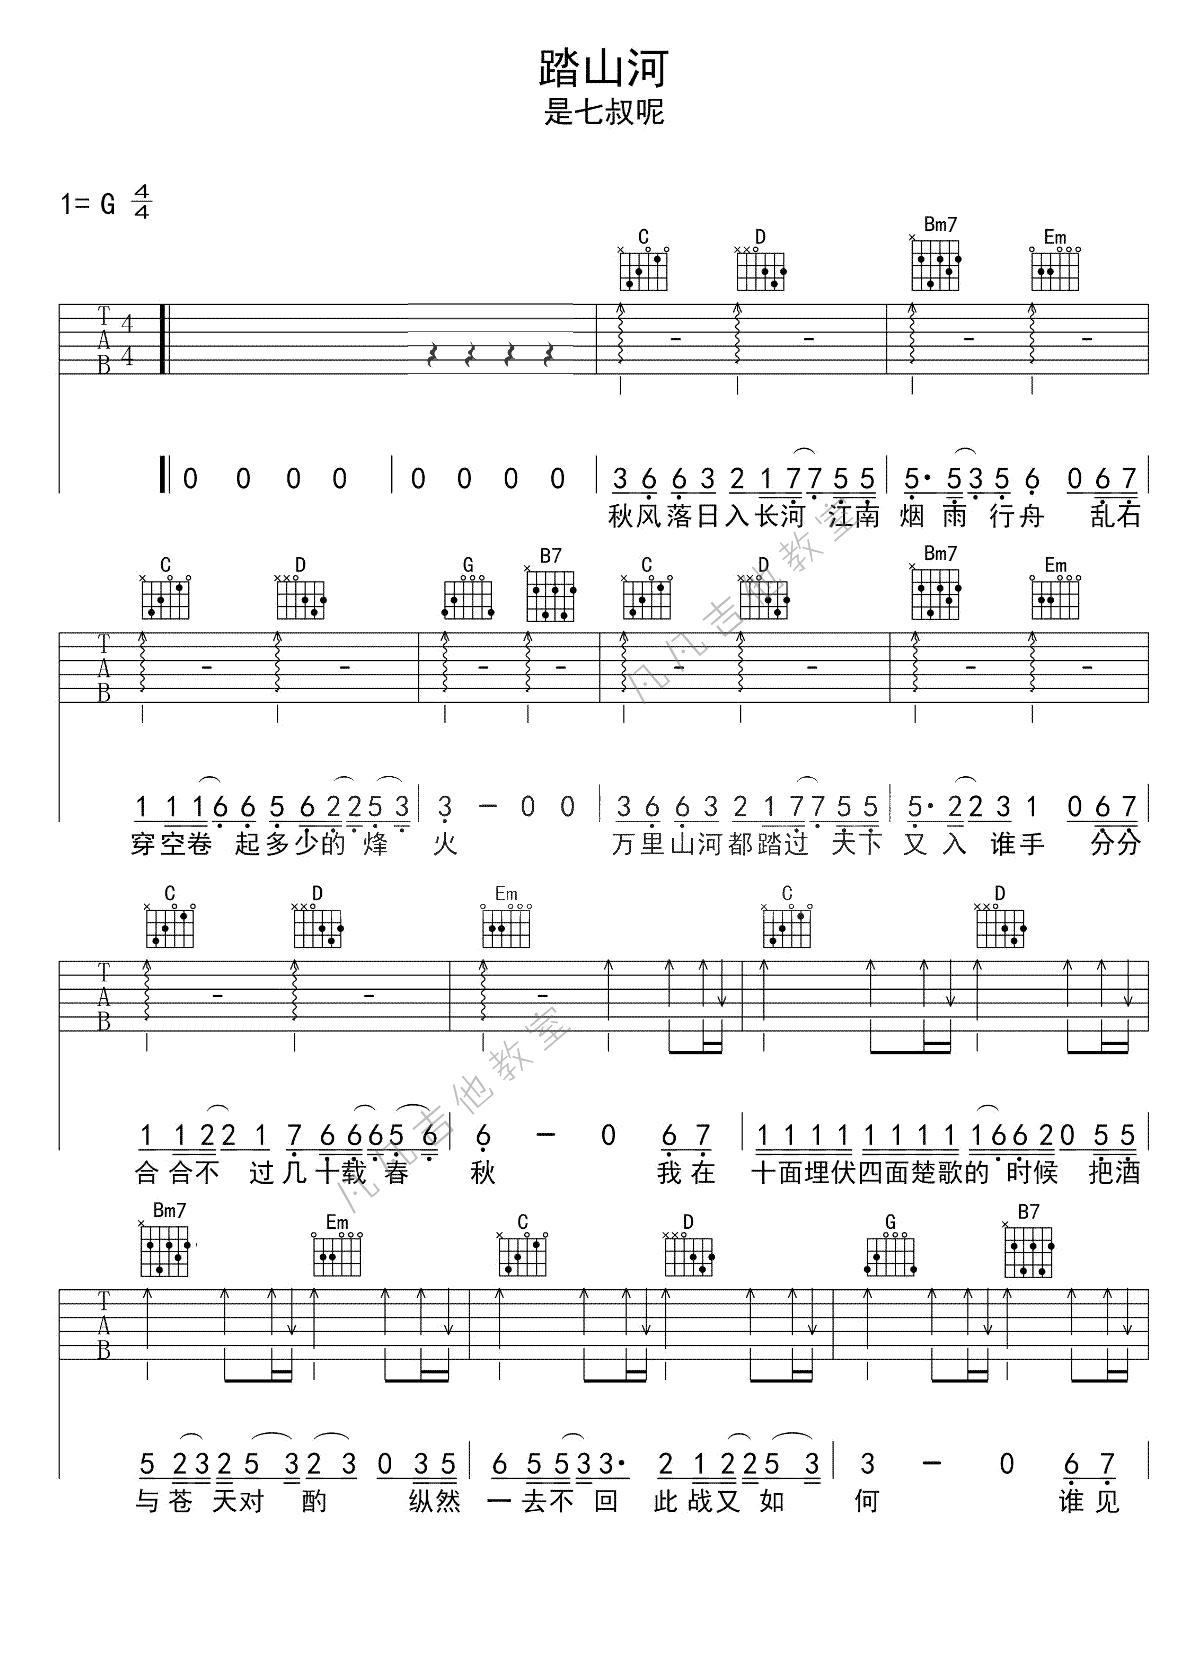 踏山河
是七叔呢
1= G 4/4
C D Bm7 Em
T A B 4 4
0 0 0 0 0 0 0 0 3 6 6 3 2 1 7 7 5 5 5· 5 3 5 6 0 6 7
秋风落日入长河 江南 烟 雨 行舟 乱石
C D G B7 C D Bm7 Em
T A B
1 1 1 6 6 5 6 2 2 5 3 3 - 0 0 3 6 6 3 2 1 7 7 5 5 5· 2 2 3 1 0 6 7
穿空卷 起多少的 烽 火 万里山河都踏过 天下 又 入 谁手 分分
C D Em C D
T A B
1 1 2 2 1 7 6 6 6 5 6 6 - 0 6 7 1 1 1 1 1 1 1 1 1 6 6 2 0 5 5
合合不 过几十载 春 秋 我在 十面埋伏四面楚歌的 时候 把酒
Bm7 Em C D G B7
T A B
5 2 3 2 5 3 2 3 0 3 5 6 5 5 3 3· 2 1 2 2 5 3 3 - 0 6 7
与苍 天对 酌 纵然 一去不 回 此战又如 何 谁见
凡凡吉他教室
凡凡吉他教室